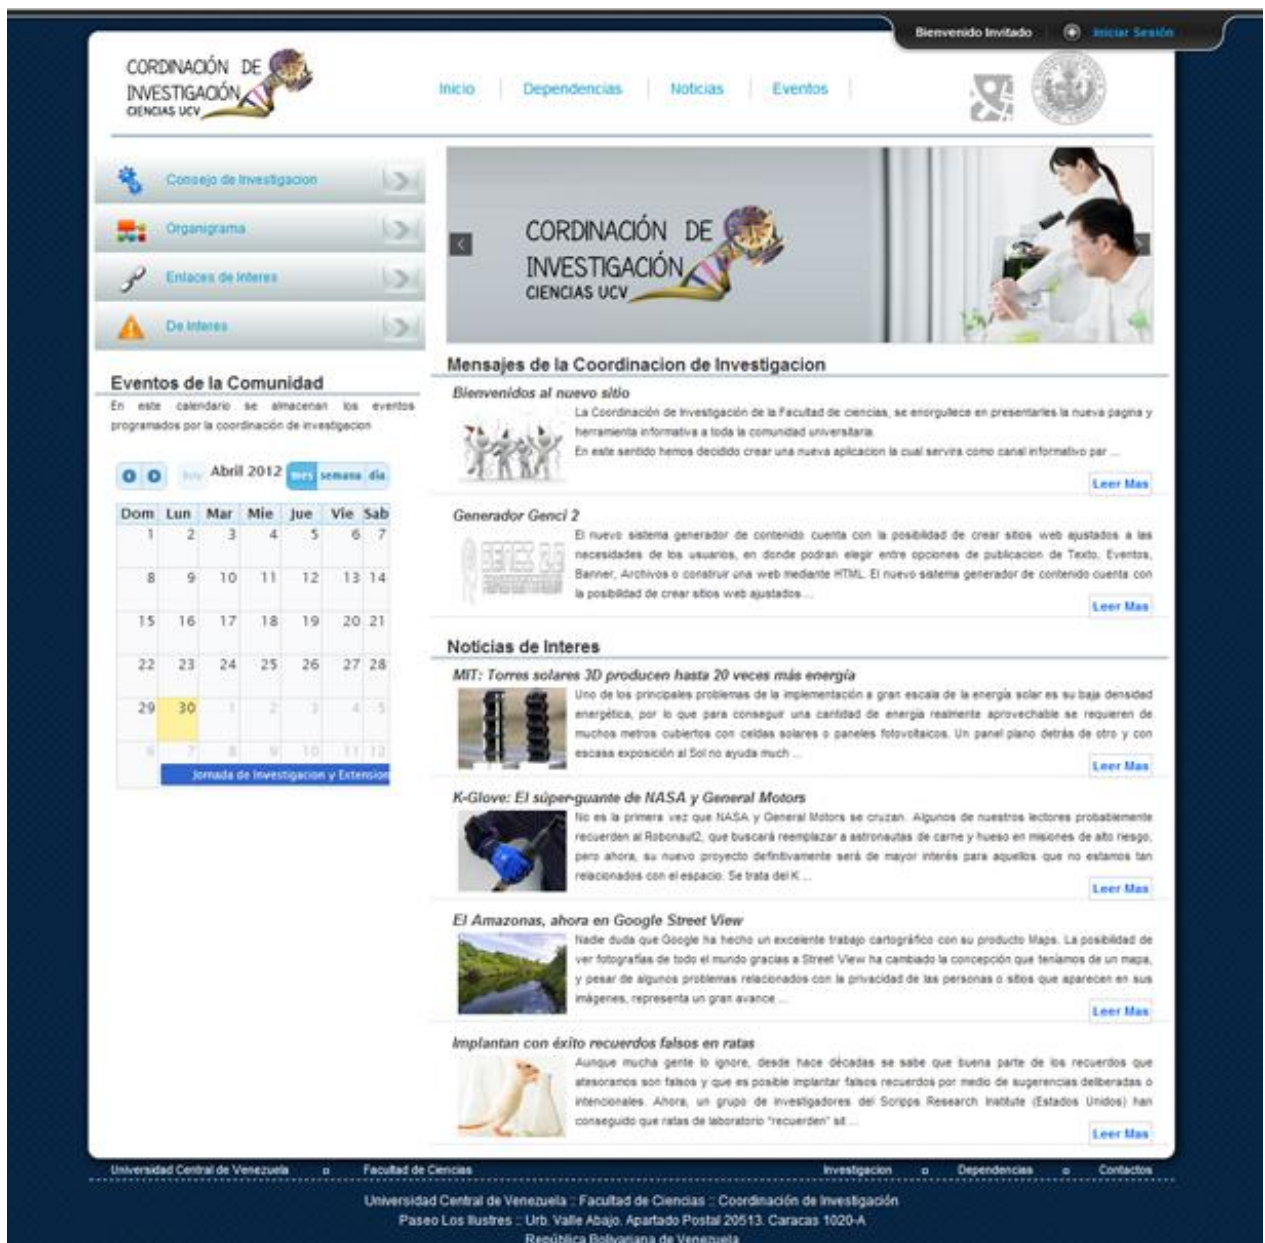 Bienvenido Invitado Iniciar Sesión
CORDINACIÓN DE
INVESTIGACIÓN
CIENCIAS UCV
Inicio Dependencias Noticias Eventos
Consejo de Investigacion
Organigrama
Enlaces de Interes
De Interes
CORDINACIÓN DE
INVESTIGACIÓN
CIENCIAS UCV
Eventos de la Comunidad
En este calendario se almacenan los eventos
programados por la coordinación de investigacion
hoy Abril 2012 mes semana dia
Dom Lun Mar Mie Jue Vie Sab
1 2 3 4 5 6 7
8 9 10 11 12 13 14
15 16 17 18 19 20 21
22 23 24 25 26 27 28
29 30 1 2 3 4 5
6 7 8 9 10 11 12
Jornada de Investigacion y Extension
Mensajes de la Coordinacion de Investigacion
Bienvenidos al nuevo sitio
La Coordinación de Investigación de la Facultad de ciencias, se enorgullece en presentarles la nueva pagina y
herramienta informativa a toda la comunidad universitaria.
En este sentido hemos decidido crear una nueva aplicacion la cual servira como canal informativo par ...
Leer Mas
Generador Genci 2
El nuevo sistema generador de contenido cuenta con la posibilidad de crear sitios web ajustados a las
necesidades de los usuarios, en donde podran elegir entre opciones de publicacion de Texto, Eventos,
Banner, Archivos o construir una web mediante HTML. El nuevo sistema generador de contenido cuenta con
la posibilidad de crear sitios web ajustados ...
Leer Mas
Noticias de Interes
MIT: Torres solares 3D producen hasta 20 veces más energía
Uno de los principales problemas de la implementación a gran escala de la energía solar es su baja densidad
energética, por lo que para conseguir una cantidad de energía realmente aprovechable se requieren de
muchos metros cubiertos con celdas solares o paneles fotovoltaicos. Un panel plano detrás de otro y con
escasa exposición al Sol no ayuda much ...
Leer Mas
K-Glove: El súper-guante de NASA y General Motors
No es la primera vez que NASA y General Motors se cruzan. Algunos de nuestros lectores probablemente
recuerden al Robonaut2, que buscará reemplazar a astronautas de carne y hueso en misiones de alto riesgo,
pero ahora, su nuevo proyecto definitivamente será de mayor interés para aquellos que no estamos tan
relacionados con el espacio. Se trata del K ...
Leer Mas
El Amazonas, ahora en Google Street View
Nadie duda que Google ha hecho un excelente trabajo cartográfico con su producto Maps. La posibilidad de
ver fotografías de todo el mundo gracias a Street View ha cambiado la concepción que teníamos de un mapa,
y pesar de algunos problemas relacionados con la privacidad de las personas o sitios que aparecen en sus
imágenes, representa un gran avance ...
Leer Mas
Implantan con éxito recuerdos falsos en ratas
Aunque mucha gente lo ignore, desde hace décadas se sabe que buena parte de los recuerdos que
atesoramos son falsos y que es posible implantar falsos recuerdos por medio de sugerencias deliberadas o
intencionales. Ahora, un grupo de investigadores del Scripps Research Institute (Estados Unidos) han
conseguido que ratas de laboratorio "recuerden" sit ...
Leer Mas
Universidad Central de Venezuela Facultad de Ciencias Investigacion Dependencias Contactos
Universidad Central de Venezuela :: Facultad de Ciencias :: Coordinación de Investigación
Paseo Los Ilustres :: Urb. Valle Abajo. Apartado Postal 20513. Caracas 1020-A
República Bolivariana de Venezuela